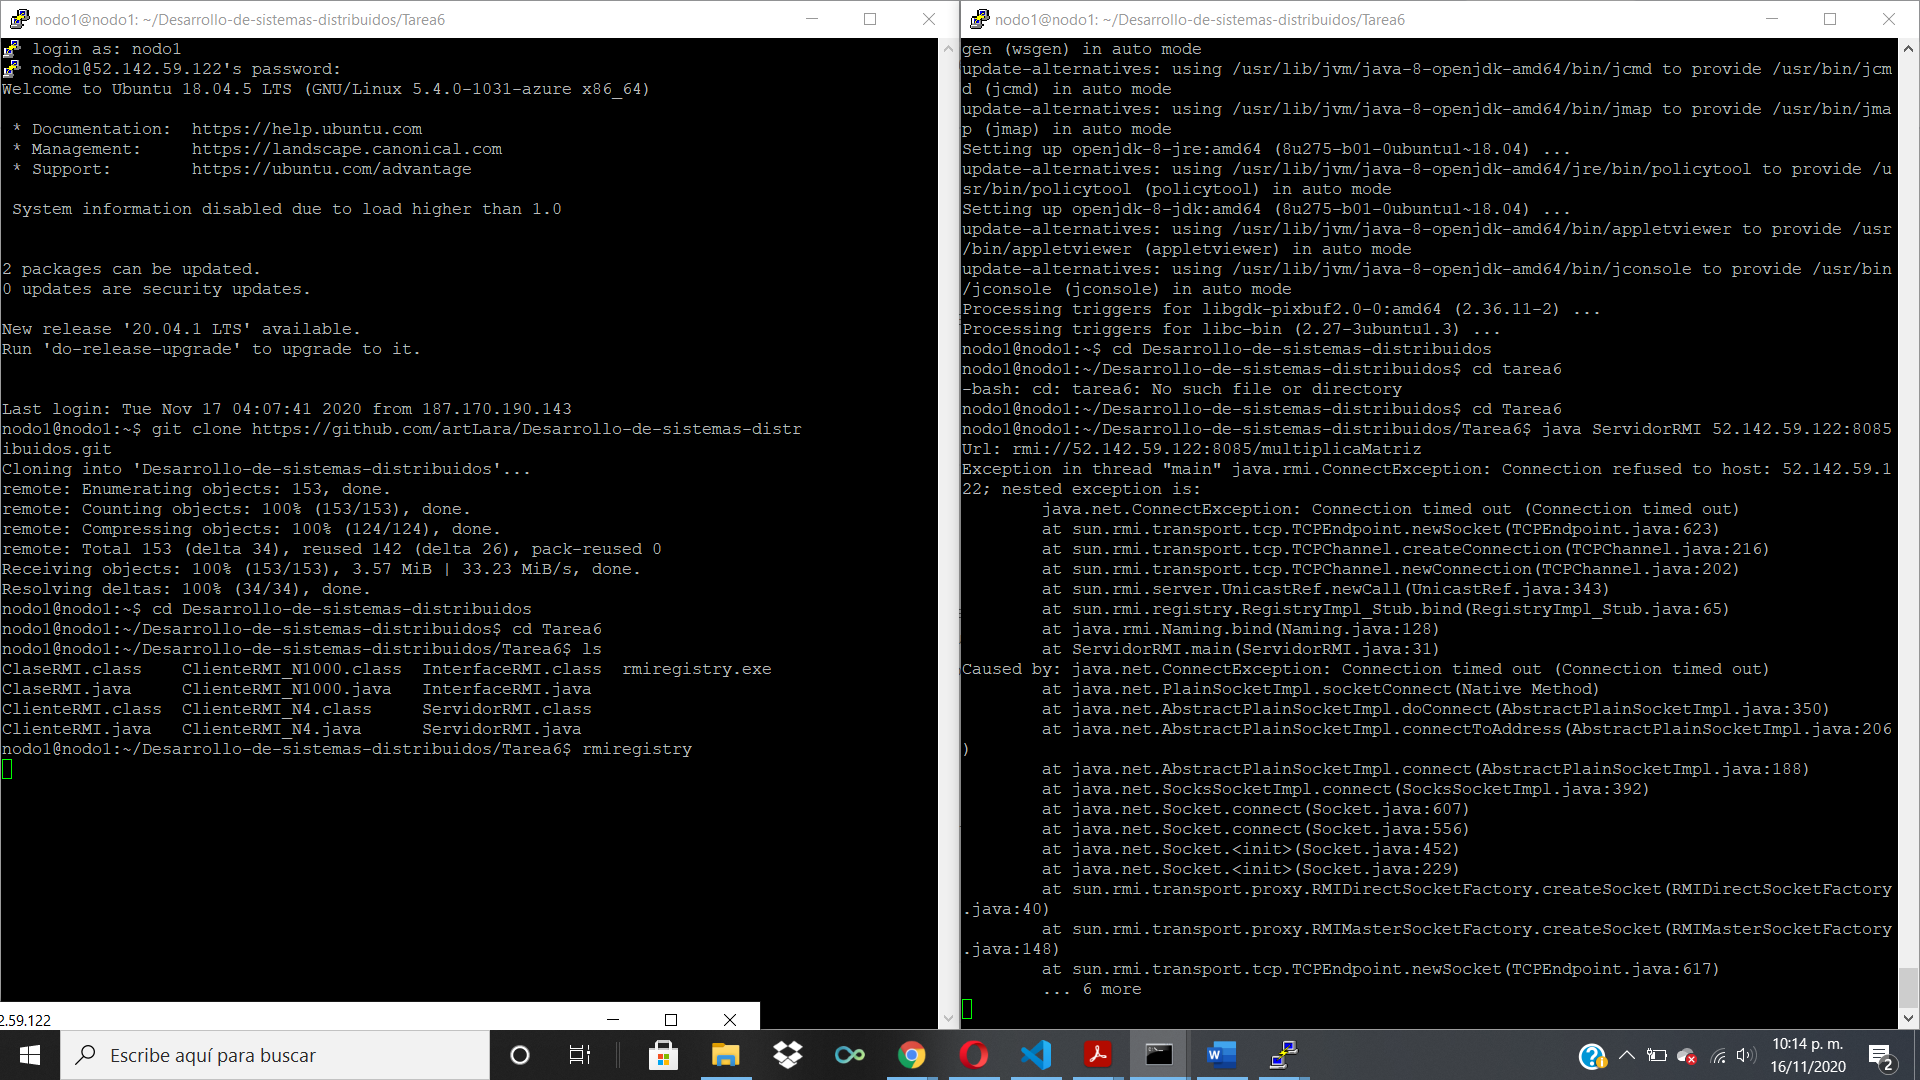 nodo1@nodo1: ~/Desarrollo-de-sistemas-distribuidos/Tarea6
login as: nodo1
nodo1@52.142.59.122's password:
Welcome to Ubuntu 18.04.5 LTS (GNU/Linux 5.4.0-1031-azure x86_64)
* Documentation:  https://help.ubuntu.com
* Management:     https://landscape.canonical.com
* Support:        https://ubuntu.com/advantage
System information disabled due to load higher than 1.0
2 packages can be updated.
0 updates are security updates.
New release '20.04.1 LTS' available.
Run 'do-release-upgrade' to upgrade to it.
Last login: Tue Nov 17 04:07:41 2020 from 187.170.190.143
nodo1@nodo1:~$ git clone https://github.com/artLara/Desarrollo-de-sistemas-distr
ibuidos.git
Cloning into 'Desarrollo-de-sistemas-distribuidos'...
remote: Enumerating objects: 153, done.
remote: Counting objects: 100% (153/153), done.
remote: Compressing objects: 100% (124/124), done.
remote: Total 153 (delta 34), reused 142 (delta 26), pack-reused 0
Receiving objects: 100% (153/153), 3.57 MiB | 33.23 MiB/s, done.
Resolving deltas: 100% (34/34), done.
nodo1@nodo1:~$ cd Desarrollo-de-sistemas-distribuidos
nodo1@nodo1:~/Desarrollo-de-sistemas-distribuidos$ cd Tarea6
nodo1@nodo1:~/Desarrollo-de-sistemas-distribuidos/Tarea6$ ls
ClaseRMI.class    ClienteRMI_N1000.class  InterfaceRMI.class  rmiregistry.exe
ClaseRMI.java     ClienteRMI_N1000.java   InterfaceRMI.java
ClienteRMI.class  ClienteRMI_N4.class     ServidorRMI.class
ClienteRMI.java   ClienteRMI_N4.java      ServidorRMI.java
nodo1@nodo1:~/Desarrollo-de-sistemas-distribuidos/Tarea6$ rmiregistry
nodo1@nodo1: ~/Desarrollo-de-sistemas-distribuidos/Tarea6
gen (wsgen) in auto mode
update-alternatives: using /usr/lib/jvm/java-8-openjdk-amd64/bin/jcmd to provide /usr/bin/jcm
d (jcmd) in auto mode
update-alternatives: using /usr/lib/jvm/java-8-openjdk-amd64/bin/jmap to provide /usr/bin/jma
p (jmap) in auto mode
Setting up openjdk-8-jre:amd64 (8u275-b01-0ubuntu1~18.04) ...
update-alternatives: using /usr/lib/jvm/java-8-openjdk-amd64/jre/bin/policytool to provide /u
sr/bin/policytool (policytool) in auto mode
Setting up openjdk-8-jdk:amd64 (8u275-b01-0ubuntu1~18.04) ...
update-alternatives: using /usr/lib/jvm/java-8-openjdk-amd64/bin/appletviewer to provide /usr
/bin/appletviewer (appletviewer) in auto mode
update-alternatives: using /usr/lib/jvm/java-8-openjdk-amd64/bin/jconsole to provide /usr/bin
/jconsole (jconsole) in auto mode
Processing triggers for libgdk-pixbuf2.0-0:amd64 (2.36.11-2) ...
Processing triggers for libc-bin (2.27-3ubuntu1.3) ...
nodo1@nodo1:~$ cd Desarrollo-de-sistemas-distribuidos
nodo1@nodo1:~/Desarrollo-de-sistemas-distribuidos$ cd tarea6
-bash: cd: tarea6: No such file or directory
nodo1@nodo1:~/Desarrollo-de-sistemas-distribuidos$ cd Tarea6
nodo1@nodo1:~/Desarrollo-de-sistemas-distribuidos/Tarea6$ java ServidorRMI 52.142.59.122:8085
Url: rmi://52.142.59.122:8085/multiplicaMatriz
Exception in thread "main" java.rmi.ConnectException: Connection refused to host: 52.142.59.1
22; nested exception is:
java.net.ConnectException: Connection timed out (Connection timed out)
at sun.rmi.transport.tcp.TCPEndpoint.newSocket(TCPEndpoint.java:623)
at sun.rmi.transport.tcp.TCPChannel.createConnection(TCPChannel.java:216)
at sun.rmi.transport.tcp.TCPChannel.newConnection(TCPChannel.java:202)
at sun.rmi.server.UnicastRef.newCall(UnicastRef.java:343)
at sun.rmi.registry.RegistryImpl_Stub.bind(RegistryImpl_Stub.java:65)
at java.rmi.Naming.bind(Naming.java:128)
at ServidorRMI.main(ServidorRMI.java:31)
Caused by: java.net.ConnectException: Connection timed out (Connection timed out)
at java.net.PlainSocketImpl.socketConnect(Native Method)
at java.net.AbstractPlainSocketImpl.doConnect(AbstractPlainSocketImpl.java:350)
at java.net.AbstractPlainSocketImpl.connectToAddress(AbstractPlainSocketImpl.java:206
)
at java.net.AbstractPlainSocketImpl.connect(AbstractPlainSocketImpl.java:188)
at java.net.SocksSocketImpl.connect(SocksSocketImpl.java:392)
at java.net.Socket.connect(Socket.java:607)
at java.net.Socket.connect(Socket.java:556)
at java.net.Socket.<init>(Socket.java:452)
at java.net.Socket.<init>(Socket.java:229)
at sun.rmi.transport.proxy.RMIDirectSocketFactory.createSocket(RMIDirectSocketFactory
.java:40)
at sun.rmi.transport.proxy.RMIMasterSocketFactory.createSocket(RMIMasterSocketFactory
.java:148)
at sun.rmi.transport.tcp.TCPEndpoint.newSocket(TCPEndpoint.java:617)
... 6 more
2.59.122
Escribe aquí para buscar
10:14 p. m.
16/11/2020
2